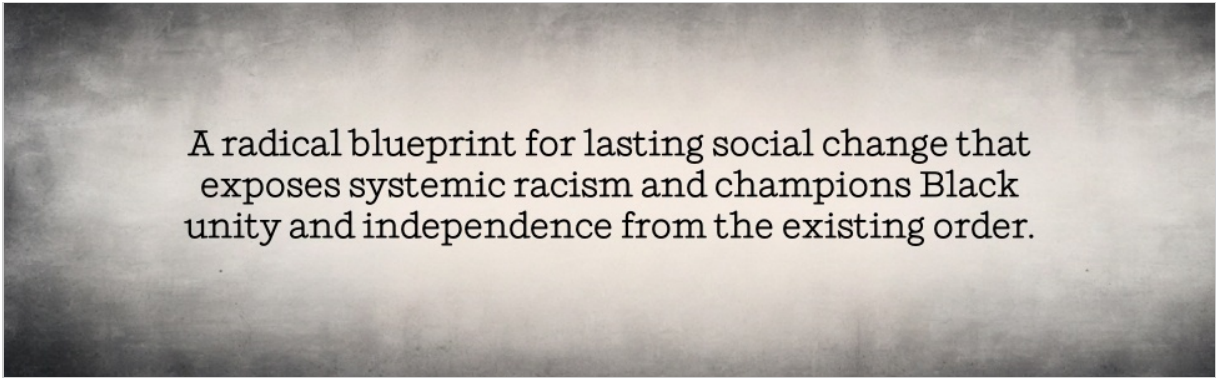 A radical blueprint for lasting social change that
exposes systemic racism and champions Black
unity and independence from the existing order.